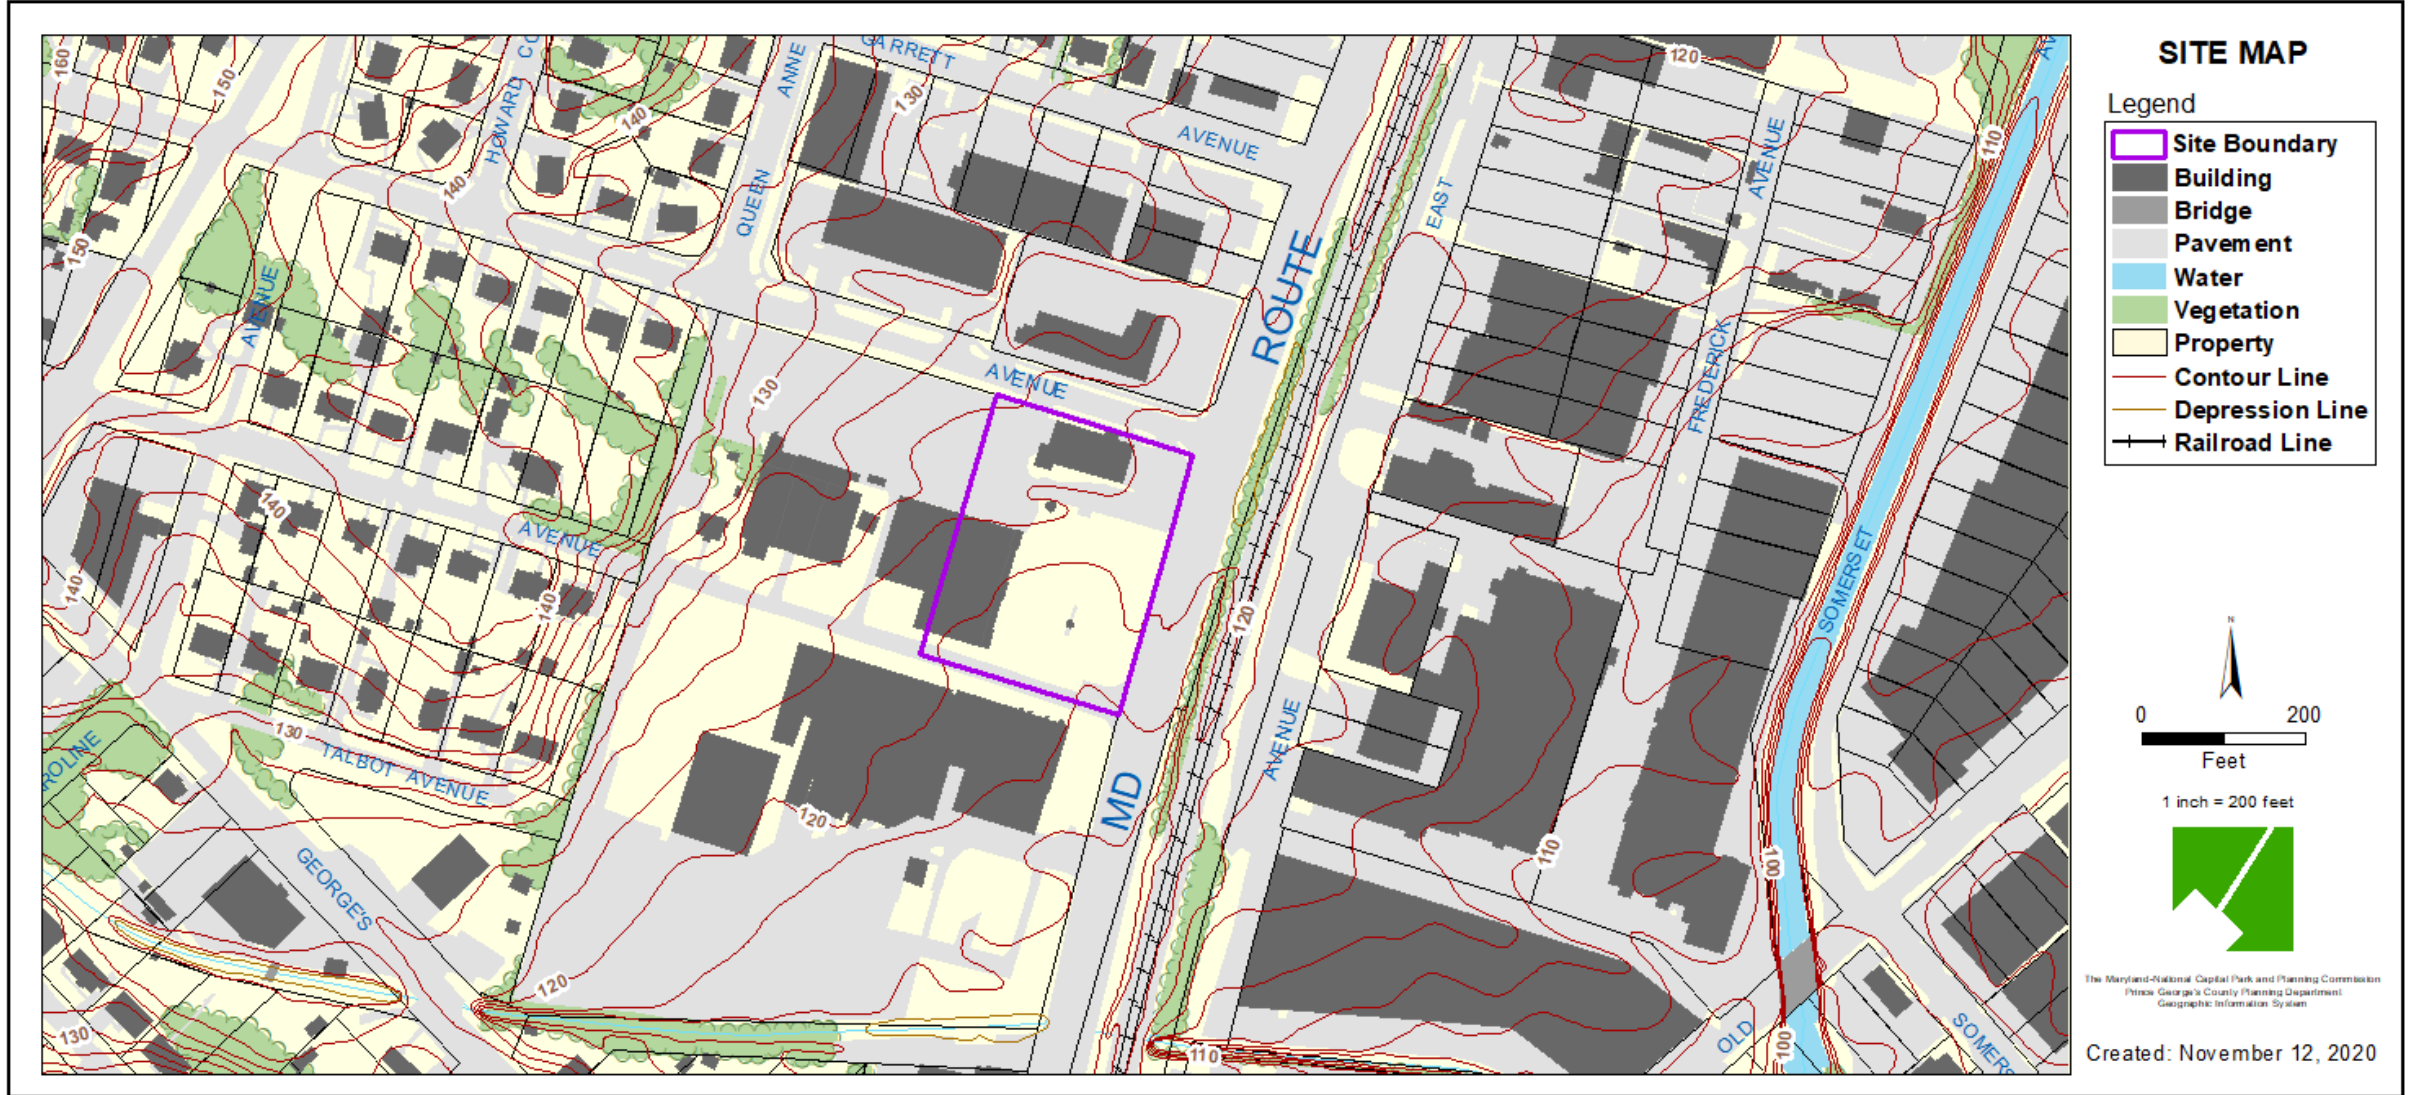 SITE MAP
Legend
Site Boundary
Building
Bridge
Pavement
Water
Vegetation
Property
Contour Line
Depression Line
Railroad Line
N
0 200
Feet
1 inch = 200 feet
The Maryland-National Capital Park and Planning Commission
Prince George's County Planning Department
Geographic Information System
Created: November 12, 2020
160
150
HOWARD CO
ANNE
GARRETT
130
120
AV
140
AVENUE
AVENUE
110
140
QUEEN
EAST
150
AVENUE
ROUTE
130
AVENUE
FREDERICK
140
AVENUE
SOMERSET
140
140
120
130
TALBOT AVENUE
AVENUE
ROLINE
MD
120
110
100
GEORGE'S
120
130
110
OLD
100
SOMERS